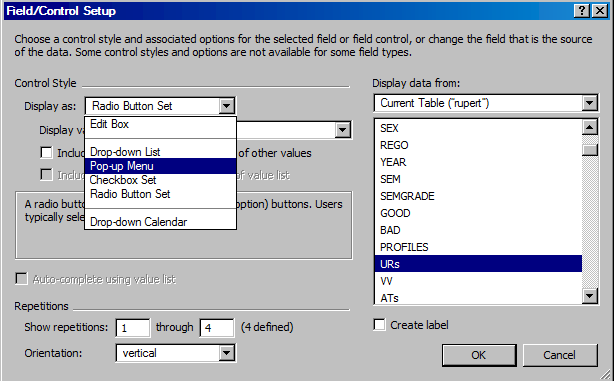 Field/Control Setup
Choose a control style and associated options for the selected field or field control, or change the field that is the source
of the data. Some control styles and options are not available for some field types.
Control Style
Display as: Radio Button Set
Edit Box
Drop-down List
Pop-up Menu
Checkbox Set
Radio Button Set
Drop-down Calendar
Display
of other values
of value list
A radio option) buttons. Users
typically
Auto-complete using value list
Repetitions
Show repetitions: 1 through 4 (4 defined)
Orientation: vertical
Display data from:
Current Table ("rupert")
SEX
REGO
YEAR
SEM
SEMGRADE
GOOD
BAD
PROFILES
URs
VV
ATs
Create label
OK Cancel